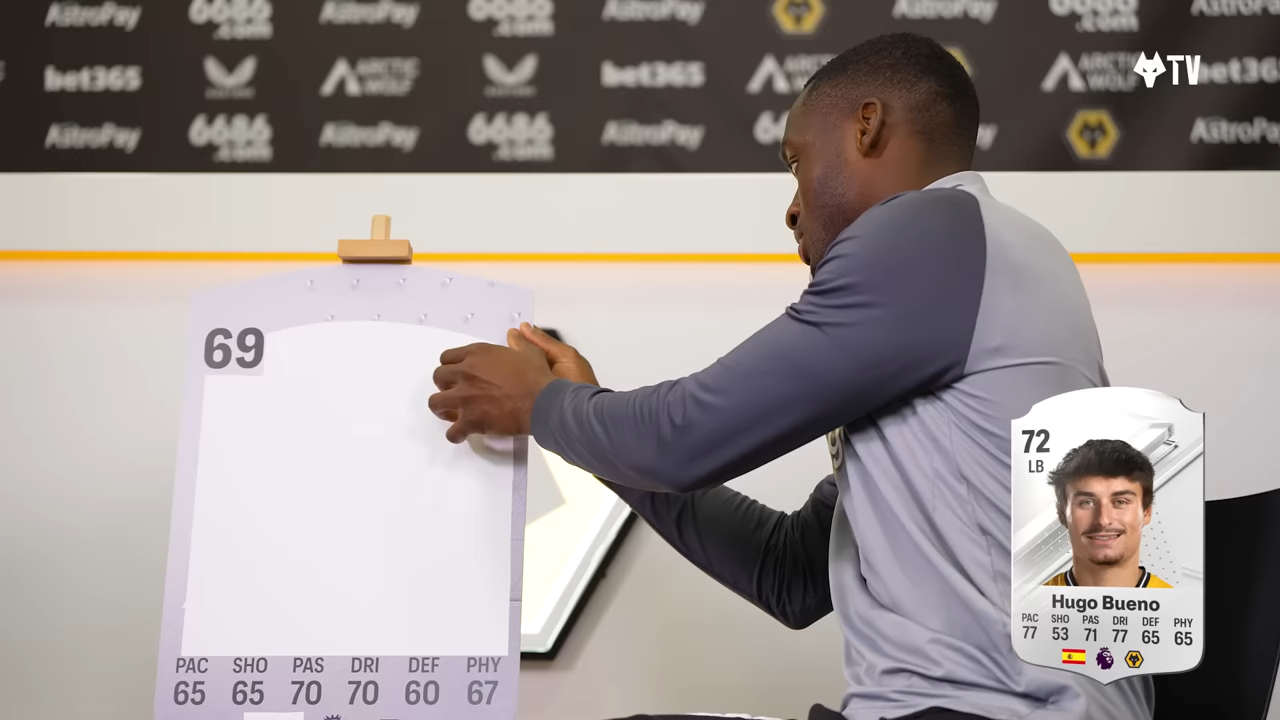 AstroPay 6686.com AstroPay 6686.com AstroPay AstroPay 6686.com AstroPay
bet365 ARCTIC WOLF bet365 ARCTIC WOLF bet365
TV
AstroPay 6686.com AstroPay 6686.com AstroPay AstroPay
69
PAC SHO PAS DRI DEF PHY
65 65 70 70 60 67
72
LB
Hugo Bueno
PAC SHO PAS DRI DEF PHY
77 53 71 77 65 65